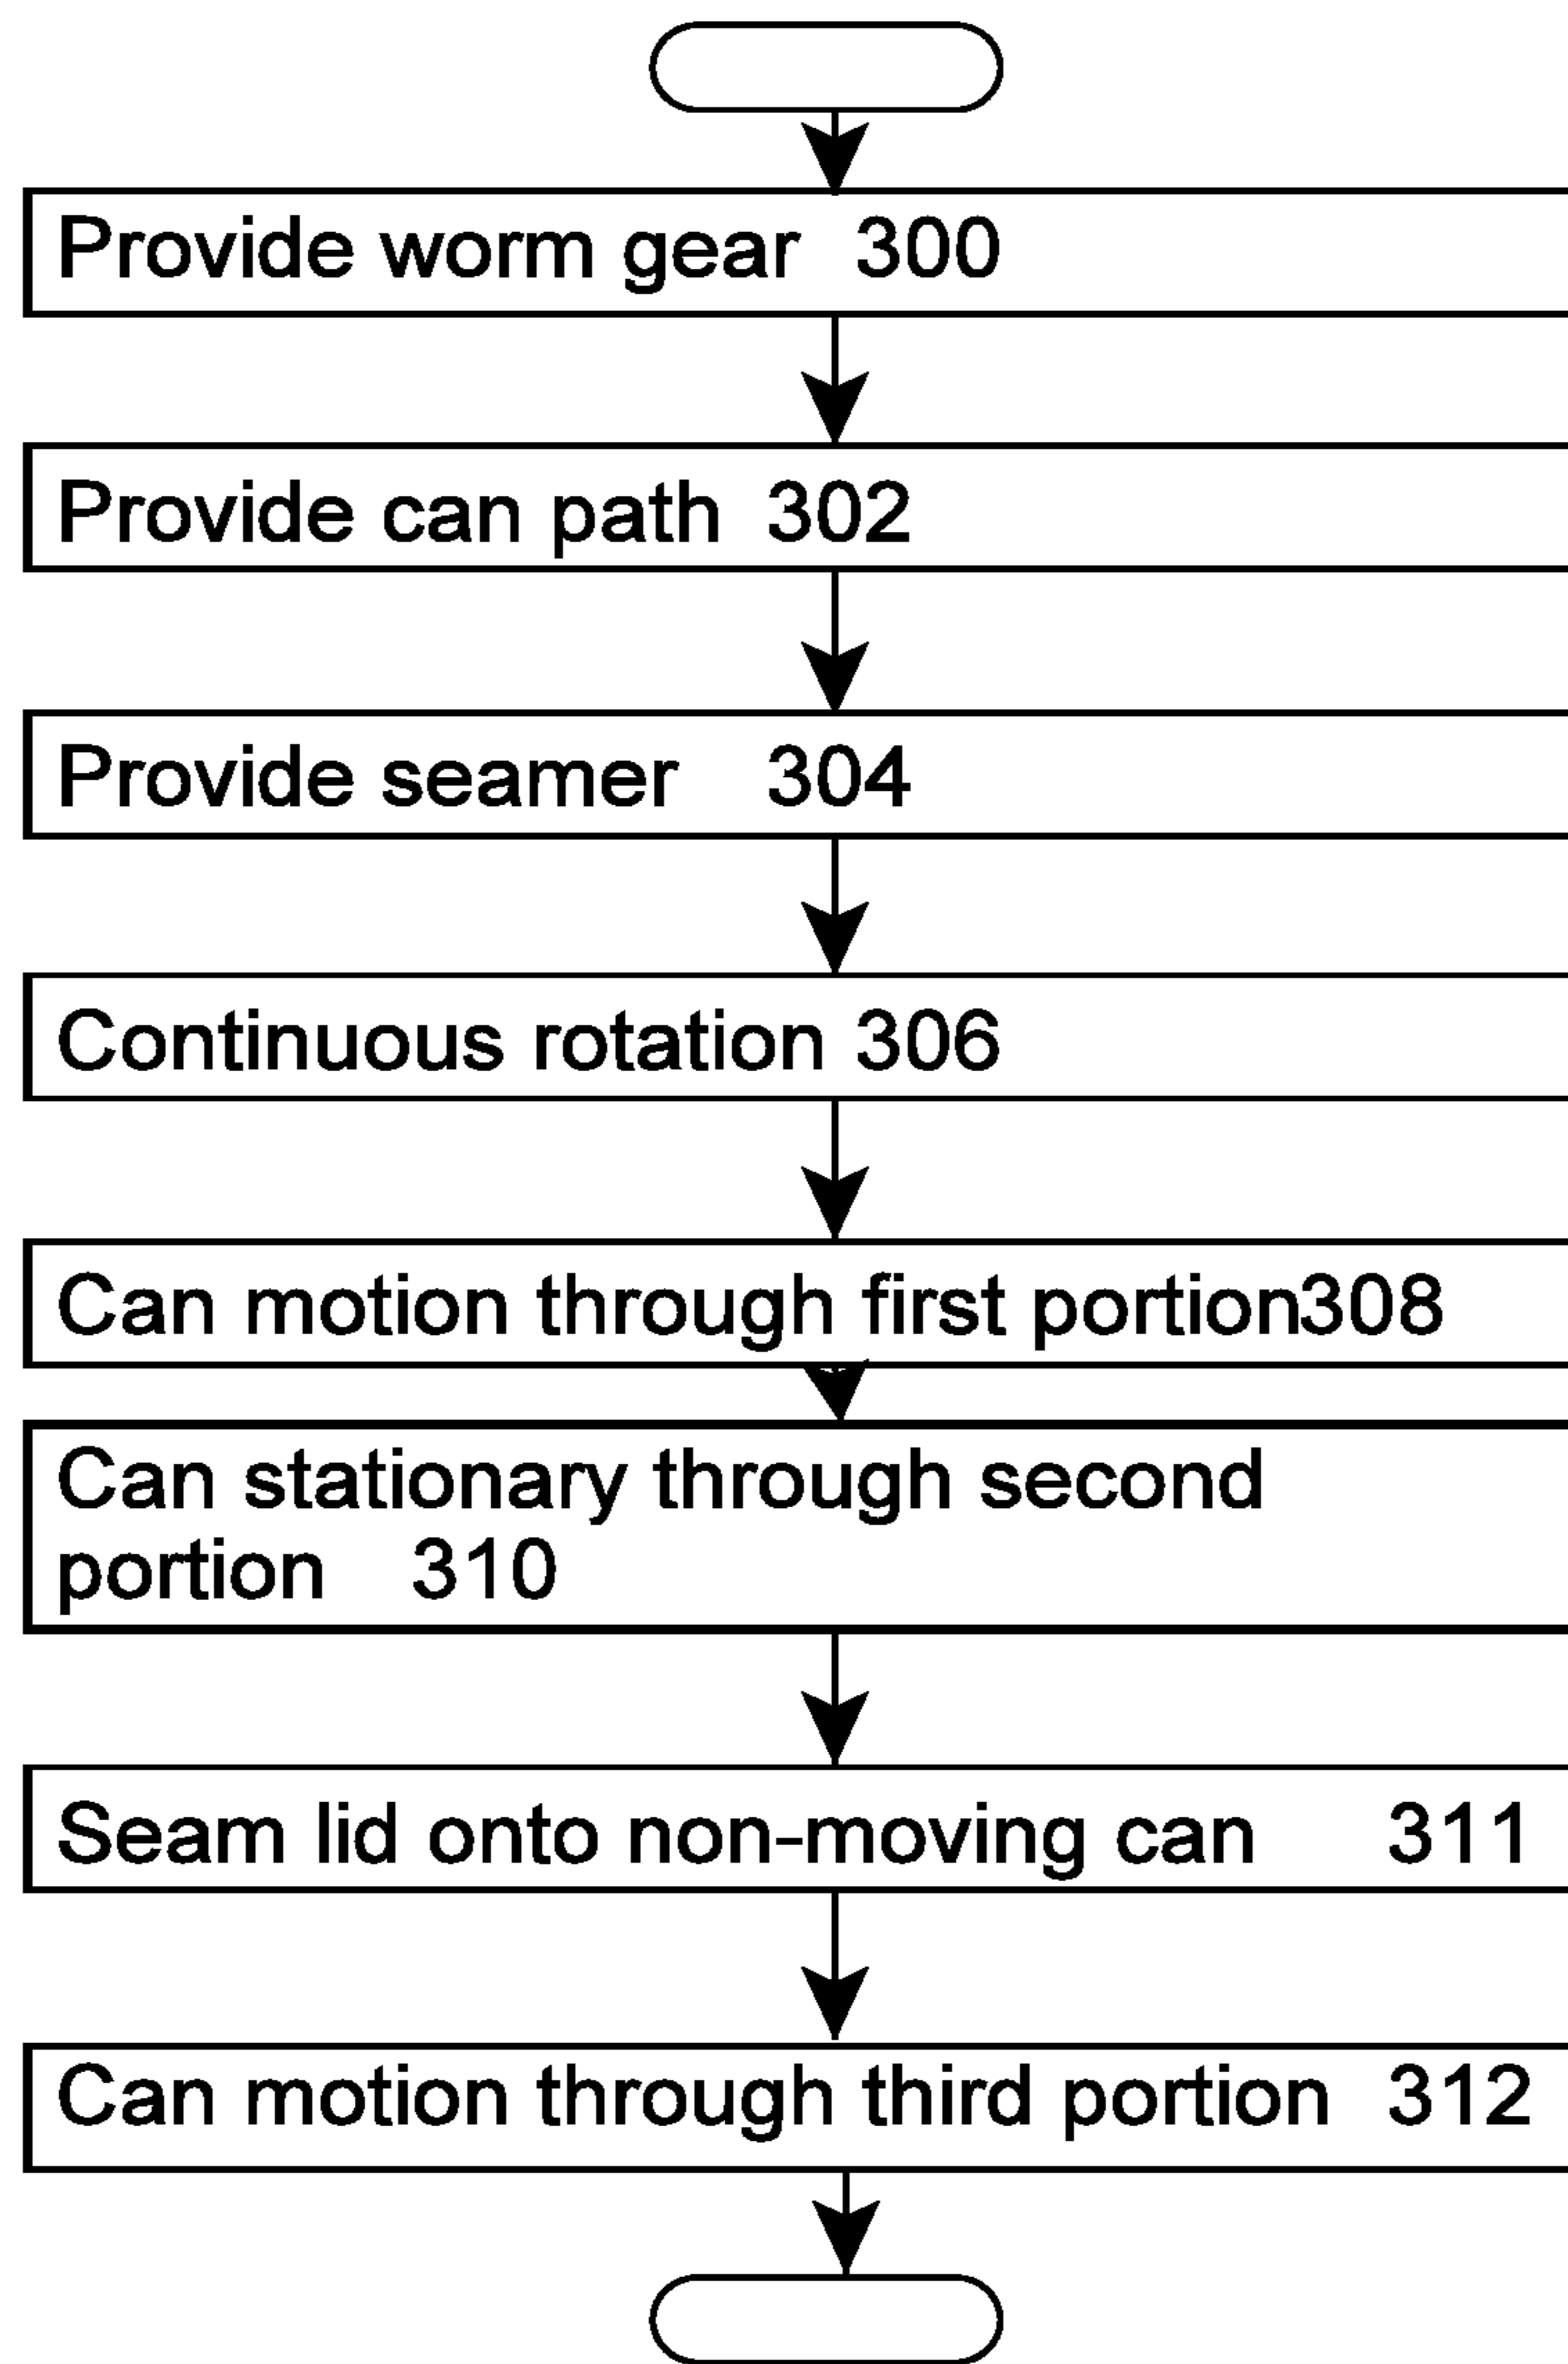 Provide worm gear 300
Provide can path 302
Provide seamer 304
Continuous rotation 306
Can motion through first portion308
Can stationary through second
portion 310
Seam lid onto non-moving can 311
Can motion through third portion 312